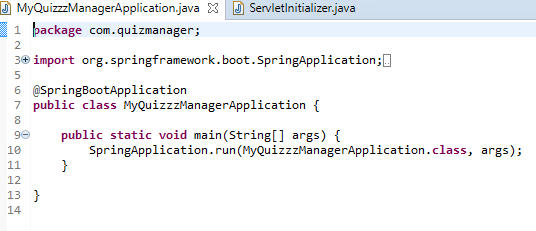 MyQuizzzManagerApplication.java ServletInitializer.java
1 package com.quizmanager;
2
3 import org.springframework.boot.SpringApplication;
5
6 @SpringBootApplication
7 public class MyQuizzzManagerApplication {
8
9 public static void main(String[] args) {
10 SpringApplication.run(MyQuizzzManagerApplication.class, args);
11 }
12
13 }
14